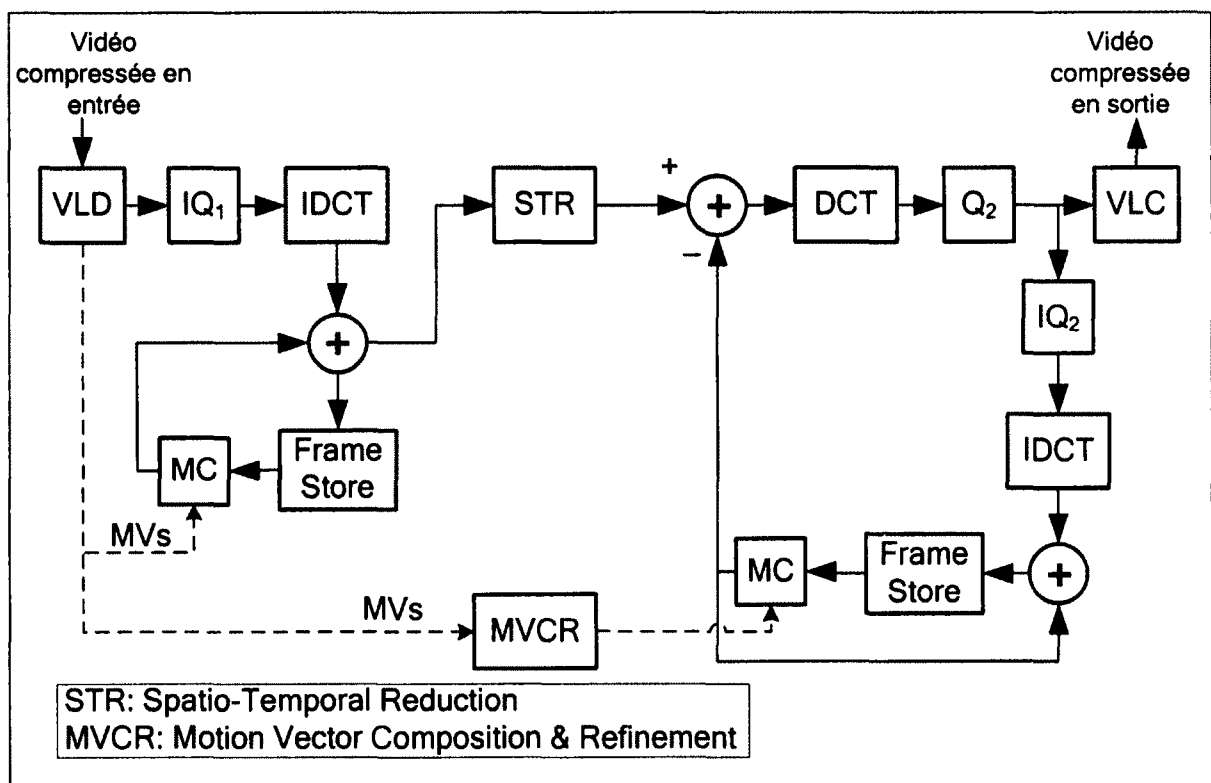 Vidéo
compressée en
entrée
Vidéo
compressée
en sortie
VLD
IQ₁
IDCT
STR
+
+
−
DCT
Q₂
VLC
IQ₂
+
IDCT
MC
Frame
Store
MVs
MC
Frame
Store
+
MVs
MVCR
STR: Spatio-Temporal Reduction
MVCR: Motion Vector Composition & Refinement